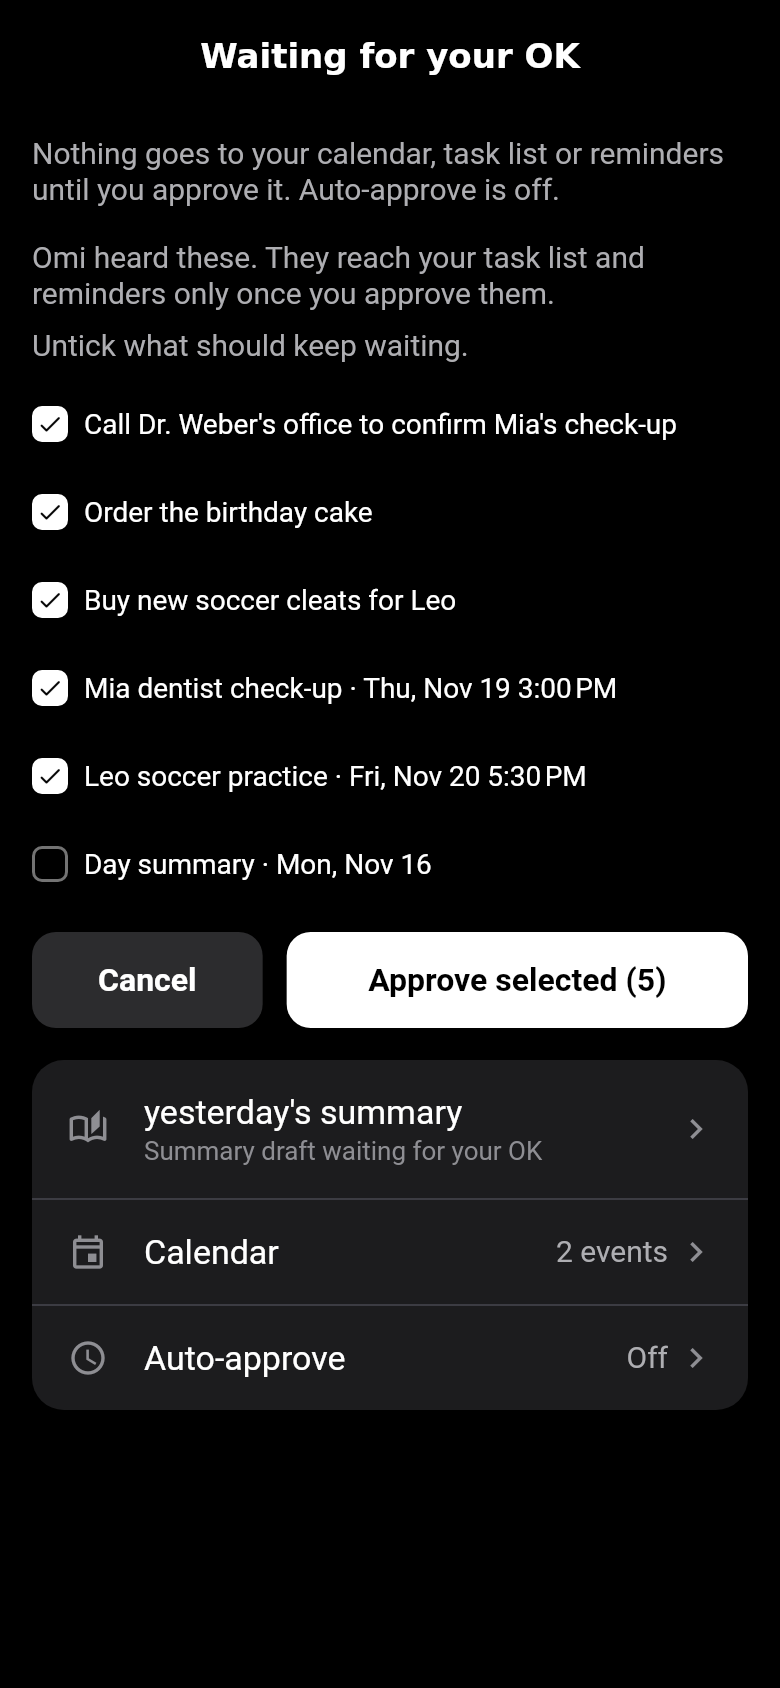 Waiting for your OK
Nothing goes to your calendar, task list or reminders
until you approve it. Auto-approve is off.
Omi heard these. They reach your task list and
reminders only once you approve them.
Untick what should keep waiting.
Call Dr. Weber's office to confirm Mia's check-up
Order the birthday cake
Buy new soccer cleats for Leo
Mia dentist check-up · Thu, Nov 19 3:00 PM
Leo soccer practice · Fri, Nov 20 5:30 PM
Day summary · Mon, Nov 16
Cancel
Approve selected (5)
yesterday's summary
Summary draft waiting for your OK
Calendar
2 events
Auto-approve
Off